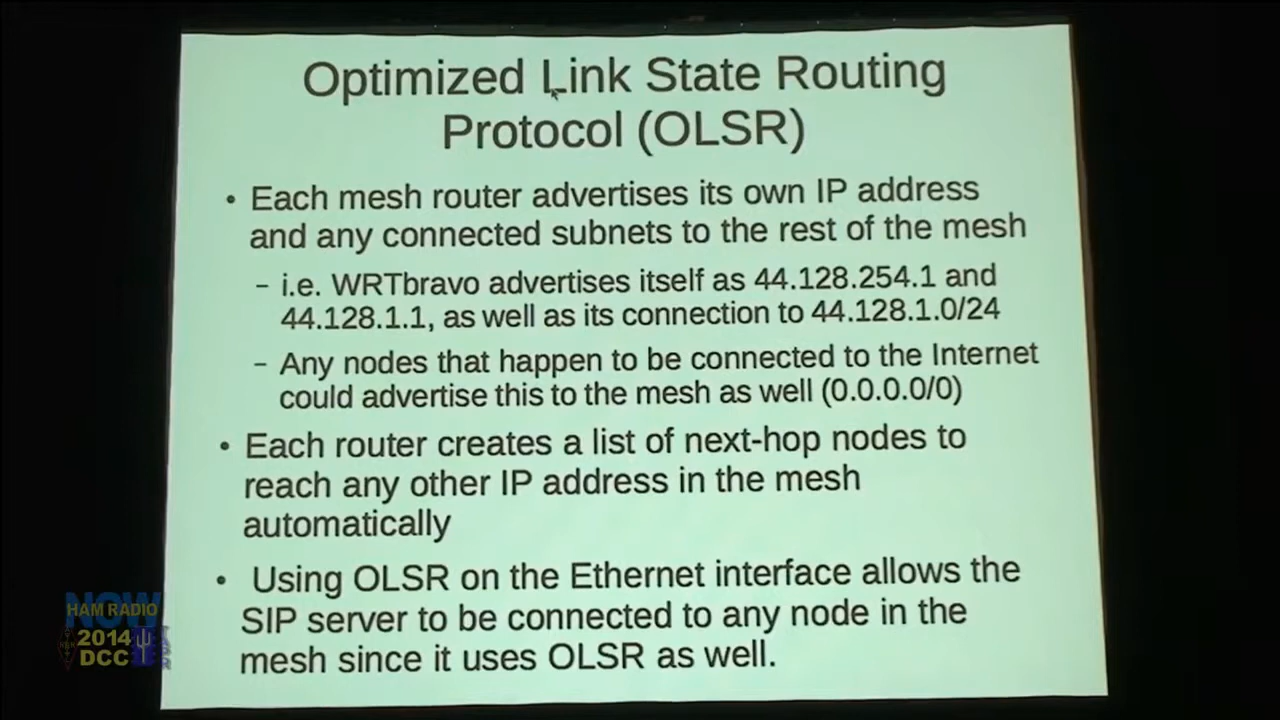 Optimized Link State Routing
Protocol (OLSR)
• Each mesh router advertises its own IP address
and any connected subnets to the rest of the mesh
– i.e. WRTbravo advertises itself as 44.128.254.1 and
44.128.1.1, as well as its connection to 44.128.1.0/24
– Any nodes that happen to be connected to the Internet
could advertise this to the mesh as well (0.0.0.0/0)
• Each router creates a list of next-hop nodes to
reach any other IP address in the mesh
automatically
• Using OLSR on the Ethernet interface allows the
SIP server to be connected to any node in the
mesh since it uses OLSR as well.
NOW
HAM RADIO
2014
DCC